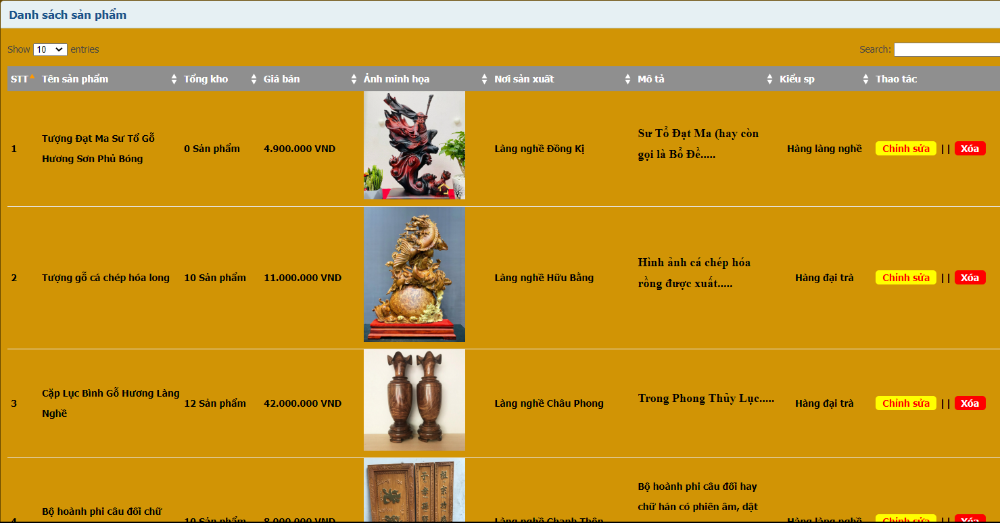 Danh sách sản phẩm
Show 10 entries
Search:
STT Tên sản phẩm Tổng kho Giá bán Ảnh minh họa Nơi sản xuất Mô tả Kiểu sp Thao tác
1 Tượng Đạt Ma Sư Tổ Gỗ
Hương Sơn Phủ Bóng
0 Sản phẩm 4.900.000 VND Làng nghề Đồng Kị
Sư Tổ Đạt Ma (hay còn
gọi là Bồ Đề.....
Hàng làng nghề Chỉnh sửa || Xóa
2 Tượng gỗ cá chép hóa long 10 Sản phẩm 11.000.000 VND Làng nghề Hữu Bằng
Hình ảnh cá chép hóa
rồng được xuất.....
Hàng đại trà Chỉnh sửa || Xóa
3 Cặp Lục Bình Gỗ Hương Làng
Nghề
12 Sản phẩm 42.000.000 VND Làng nghề Châu Phong
Trong Phong Thủy Lục.....
Hàng đại trà Chỉnh sửa || Xóa
4 Bộ hoành phi câu đối chữ
10 Sản phẩm 8.000.000 VND Làng nghề Chanh Thôn
Bộ hoành phi câu đối hay
chữ hán có phiên âm, dật
Hàng làng nghề Chỉnh sửa || Xóa